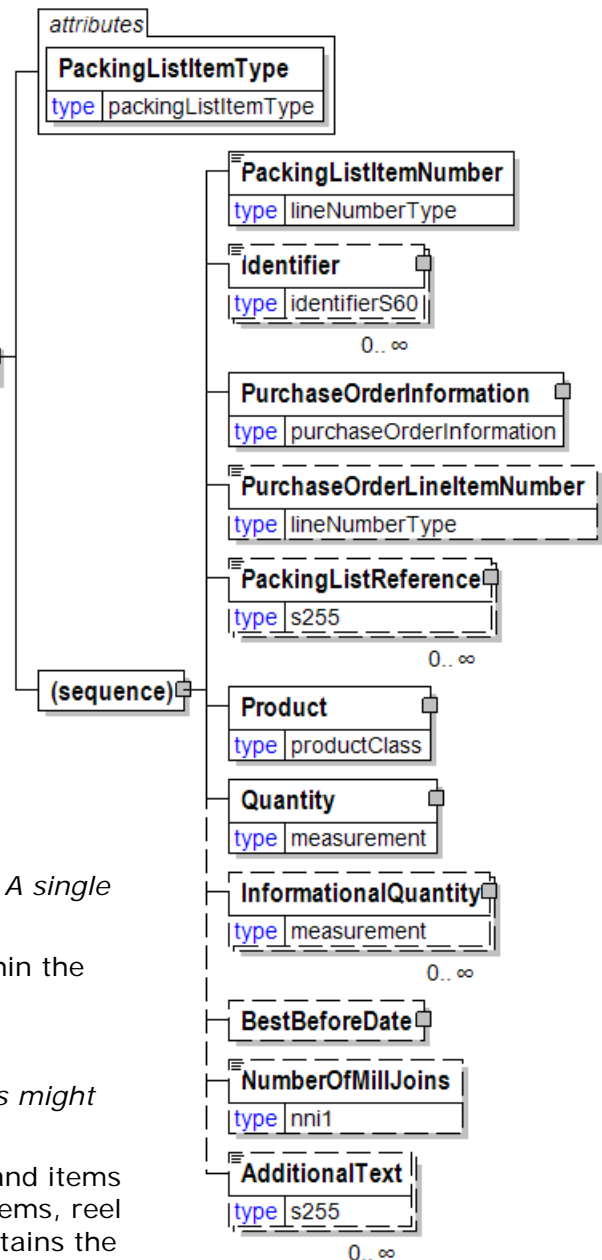 attributes
PackingListItemType
type packingListItemType
PackingListItemNumber
type lineNumberType
Identifier
type identifierS60
0.. ∞
PurchaseOrderInformation
type purchaseOrderInformation
PurchaseOrderLineItemNumber
type lineNumberType
PackingListReference
type s255
0.. ∞
(sequence)
Product
type productClass
Quantity
type measurement
A single
InformationalQuantity
type measurement
hin the
0.. ∞
BestBeforeDate
NumberOfMillJoins
s might
type nni1
and items
AdditionalText
ems, reel
type s255
tains the
0.. ∞